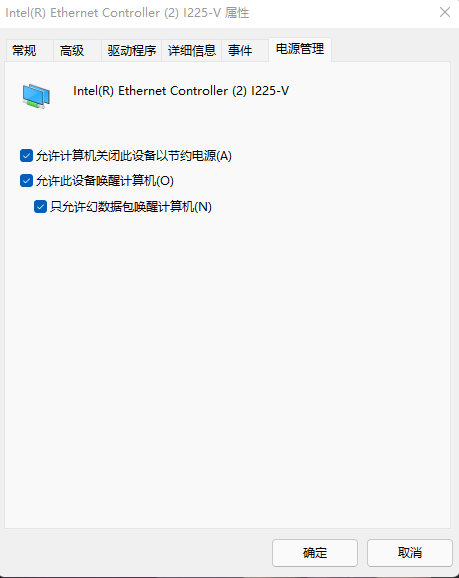 Intel(R) Ethernet Controller (2) I225-V 属性
常规 高级 驱动程序 详细信息 事件 电源管理
Intel(R) Ethernet Controller (2) I225-V
允许计算机关闭此设备以节约电源(A)
允许此设备唤醒计算机(O)
只允许幻数据包唤醒计算机(N)
确定 取消